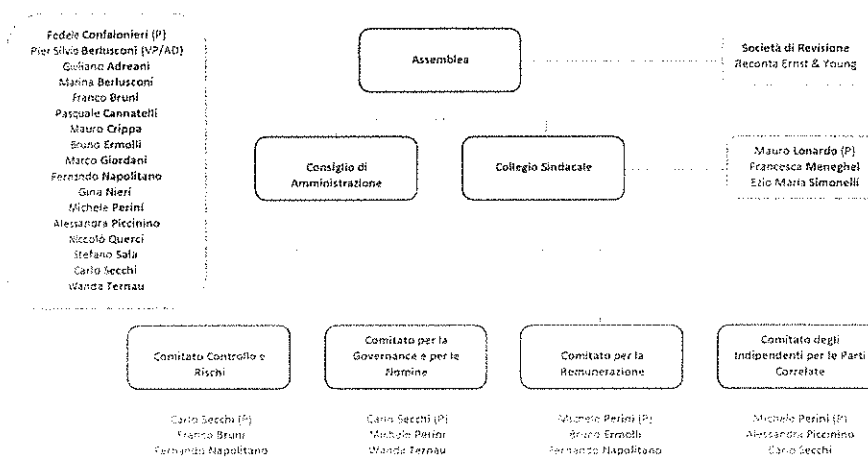 Fedele Confalonieri (P)
Pier Silvio Berlusconi (VP/AD)
Giuliano Adreani
Marina Berlusconi
Franco Bruni
Pasquale Cannatelli
Mauro Crippa
Bruno Ermolli
Marco Giordani
Fernando Napolitano
Gina Nieri
Michele Perini
Alessandra Piccinino
Niccolò Querci
Stefano Sala
Carlo Secchi
Wanda Ternau
Assemblea
Società di Revisione
Reconta Ernst & Young
Consiglio di
Amministrazione
Collegio Sindacale
Mauro Lonardo (P)
Francesca Meneghel
Ezio Maria Simonelli
Comitato Controllo e
Rischi
Comitato per la
Governance e per le
Nomine
Comitato per la
Remunerazione
Comitato degli
Indipendenti per le Parti
Correlate
Carlo Secchi (P)
Franco Bruni
Fernando Napolitano
Carlo Secchi (P)
Michele Perini
Wanda Ternau
Michele Perini (P)
Bruno Ermolli
Fernando Napolitano
Michele Perini (P)
Alessandra Piccinino
Carlo Secchi